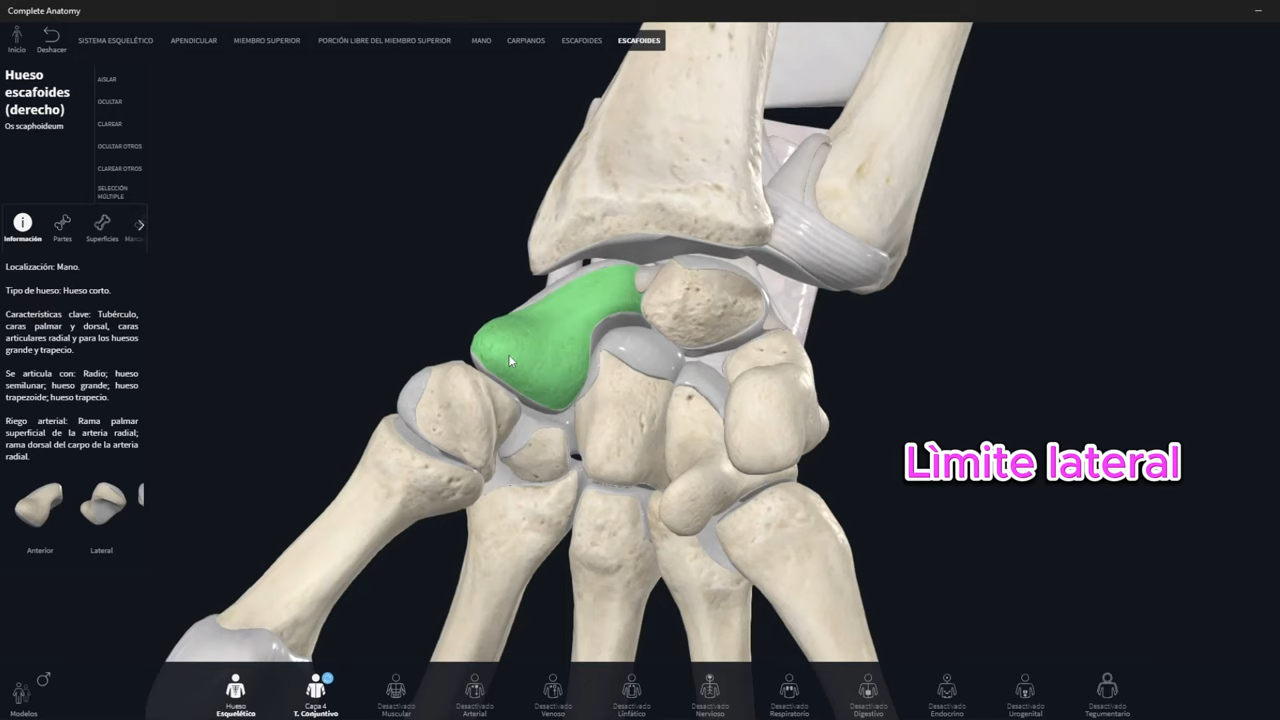 Complete Anatomy
Inicio
Deshacer
SISTEMA ESQUELÉTICO
APENDICULAR
MIEMBRO SUPERIOR
PORCIÓN LIBRE DEL MIEMBRO SUPERIOR
MANO
CARPIANOS
ESCAFOIDES
ESCAFOIDES
Hueso
escafoides
(derecho)
Os scaphoideum
AISLAR
OCULTAR
CLAREAR
OCULTAR OTROS
CLAREAR OTROS
SELECCIÓN
MÚLTIPLE
Información
Partes
Superficies
Localización: Mano.
Tipo de hueso: Hueso corto.
Características clave: Tubérculo,
caras palmar y dorsal, caras
articulares radial y para los huesos
grande y trapecio.
Se articula con: Radio; hueso
semilunar; hueso grande; hueso
trapezoide; hueso trapecio.
Riego arterial: Rama palmar
superficial de la arteria radial;
rama dorsal del carpo de la arteria
radial.
Anterior
Lateral
Lìmite lateral
Modelos
Hueso
Esquelético
Capa 4
T. Conjuntivo
Desactivado
Muscular
Desactivado
Arterial
Desactivado
Venoso
Desactivado
Linfático
Desactivado
Nervioso
Desactivado
Respiratorio
Desactivado
Digestivo
Desactivado
Endocrino
Desactivado
Urogenital
Desactivado
Tegumentario